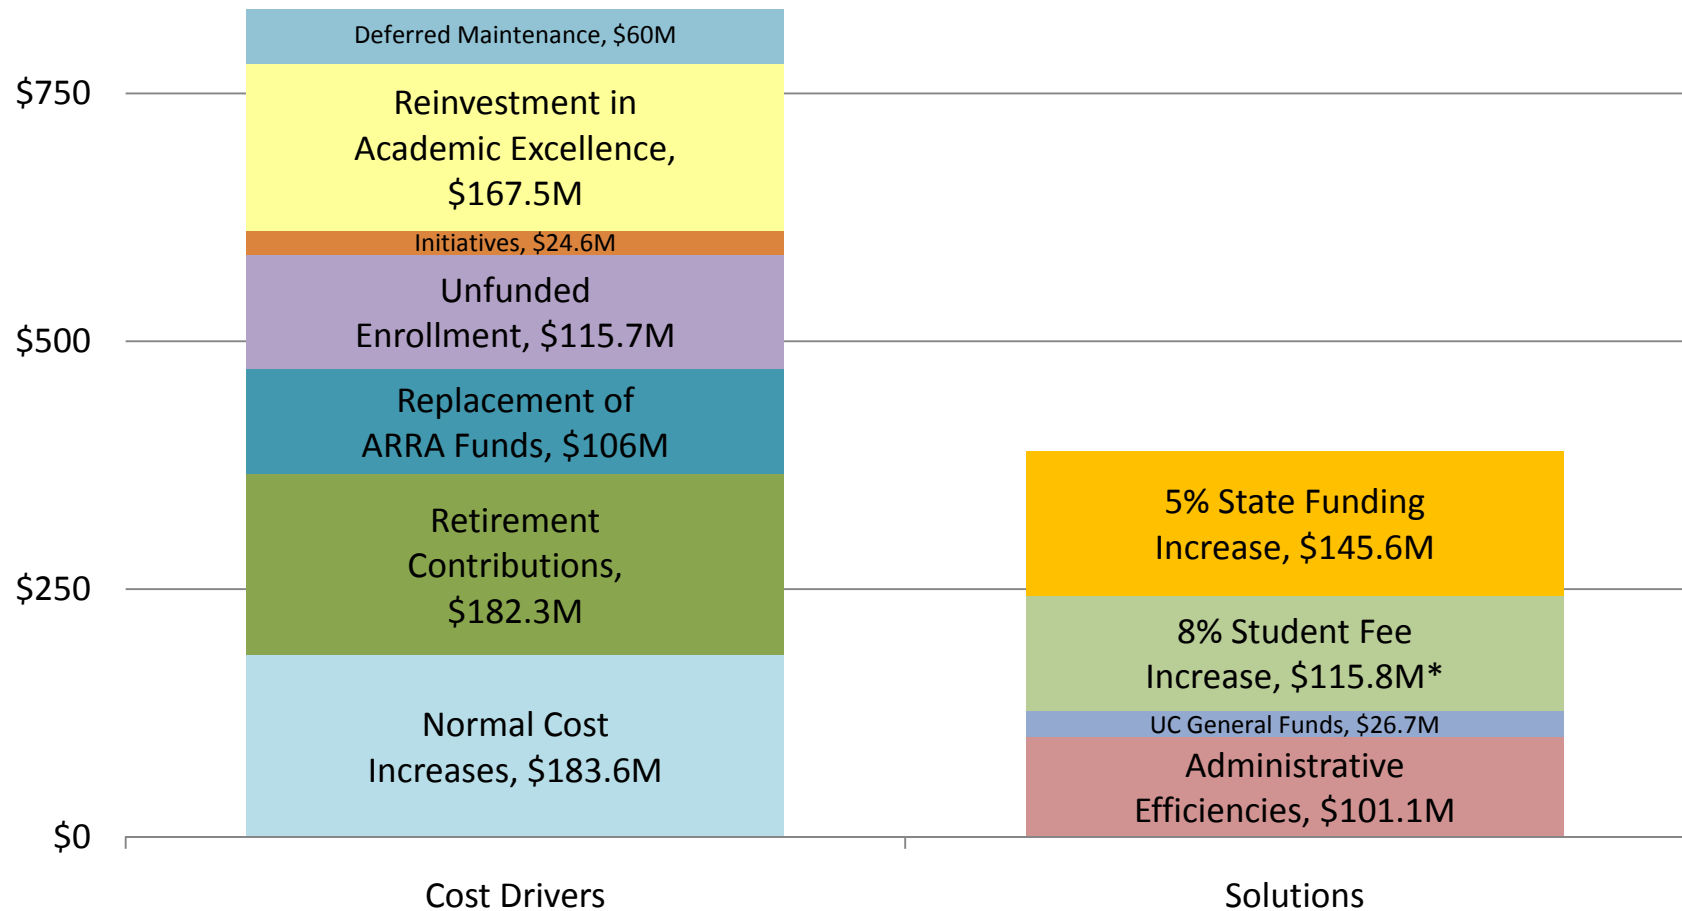 $750
$500
$250
$0
Deferred Maintenance, $60M
Reinvestment in
Academic Excellence,
$167.5M
Initiatives, $24.6M
Unfunded
Enrollment, $115.7M
Replacement of
ARRA Funds, $106M
Retirement
Contributions,
$182.3M
Normal Cost
Increases, $183.6M
5% State Funding
Increase, $145.6M
8% Student Fee
Increase, $115.8M*
UC General Funds, $26.7M
Administrative
Efficiencies, $101.1M
Cost Drivers
Solutions